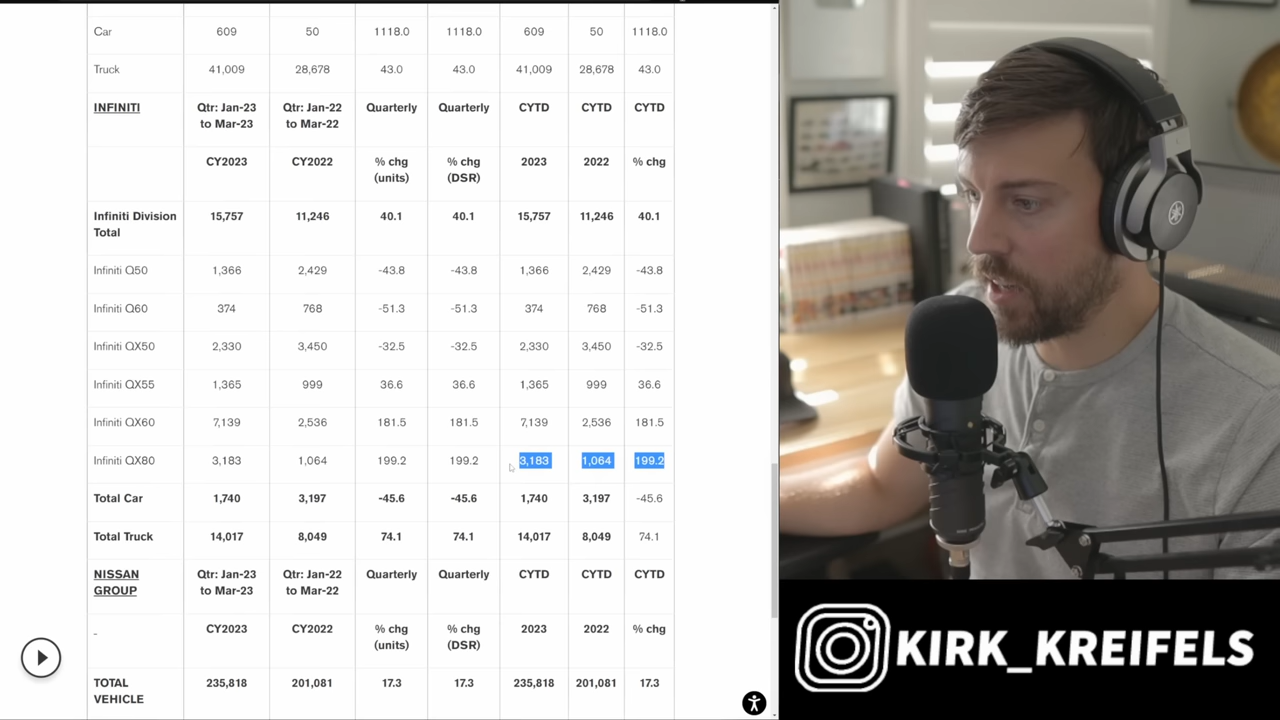 Car 609 50 1118.0 1118.0 609 50 1118.0
Truck 41,009 28,678 43.0 43.0 41,009 28,678 43.0
INFINITI Qtr: Jan-23 to Mar-23 Qtr: Jan-22 to Mar-22 Quarterly Quarterly CYTD CYTD CYTD
CY2023 CY2022 % chg (units) % chg (DSR) 2023 2022 % chg
Infiniti Division Total 15,757 11,246 40.1 40.1 15,757 11,246 40.1
Infiniti Q50 1,366 2,429 -43.8 -43.8 1,366 2,429 -43.8
Infiniti Q60 374 768 -51.3 -51.3 374 768 -51.3
Infiniti QX50 2,330 3,450 -32.5 -32.5 2,330 3,450 -32.5
Infiniti QX55 1,365 999 36.6 36.6 1,365 999 36.6
Infiniti QX60 7,139 2,536 181.5 181.5 7,139 2,536 181.5
Infiniti QX80 3,183 1,064 199.2 199.2 3,183 1,064 199.2
Total Car 1,740 3,197 -45.6 -45.6 1,740 3,197 -45.6
Total Truck 14,017 8,049 74.1 74.1 14,017 8,049 74.1
NISSAN GROUP Qtr: Jan-23 to Mar-23 Qtr: Jan-22 to Mar-22 Quarterly Quarterly CYTD CYTD CYTD
- CY2023 CY2022 % chg (units) % chg (DSR) 2023 2022 % chg
TOTAL VEHICLE 235,818 201,081 17.3 17.3 235,818 201,081 17.3
KIRK_KREIFELS